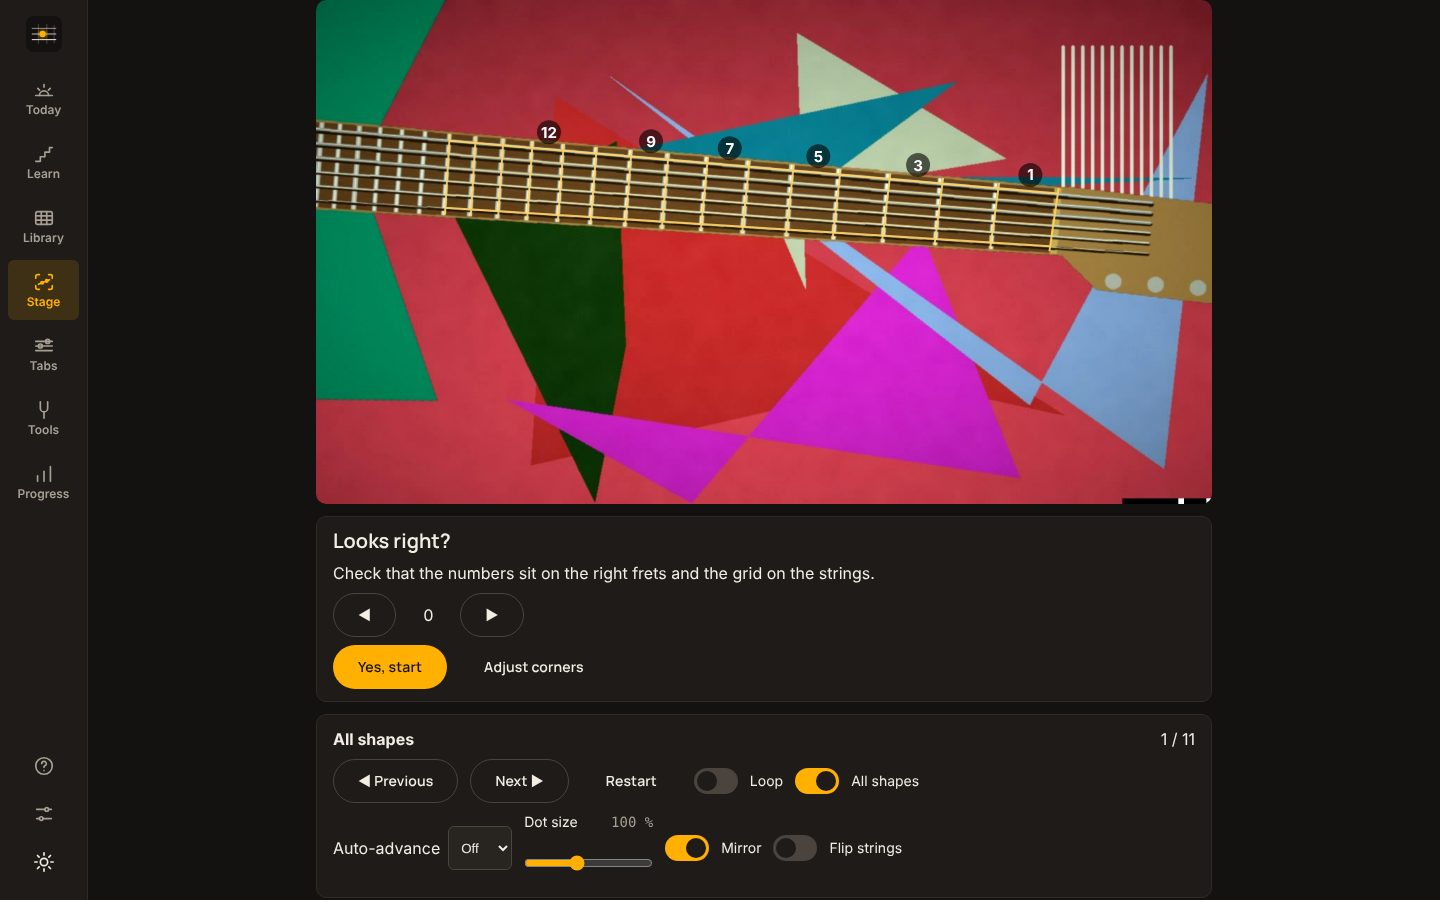 Today
Learn
Library
Stage
Tabs
Tools
Progress
12
9
7
5
3
1
Looks right?
Check that the numbers sit on the right frets and the grid on the strings.
◀ 0 ▶
Yes, start Adjust corners
All shapes 1 / 11
◀ Previous Next ▶ Restart Loop All shapes
Dot size 100 %
Auto-advance Off Mirror Flip strings